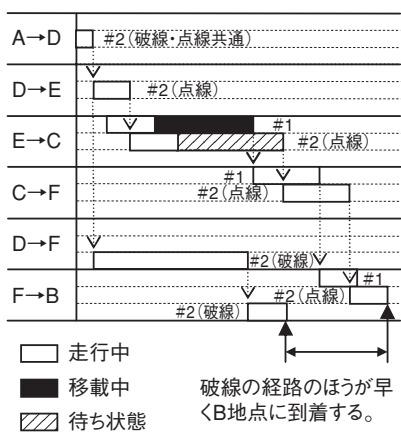 A→D #2(破線・点線共通)
D→E #2(点線)
E→C #1
#2(点線)
C→F #1
#2(点線)
D→F
#2(破線)
F→B #1
#2(点線)
#2(破線)
走行中
移載中
待ち状態
破線の経路のほうが早
くB地点に到着する。